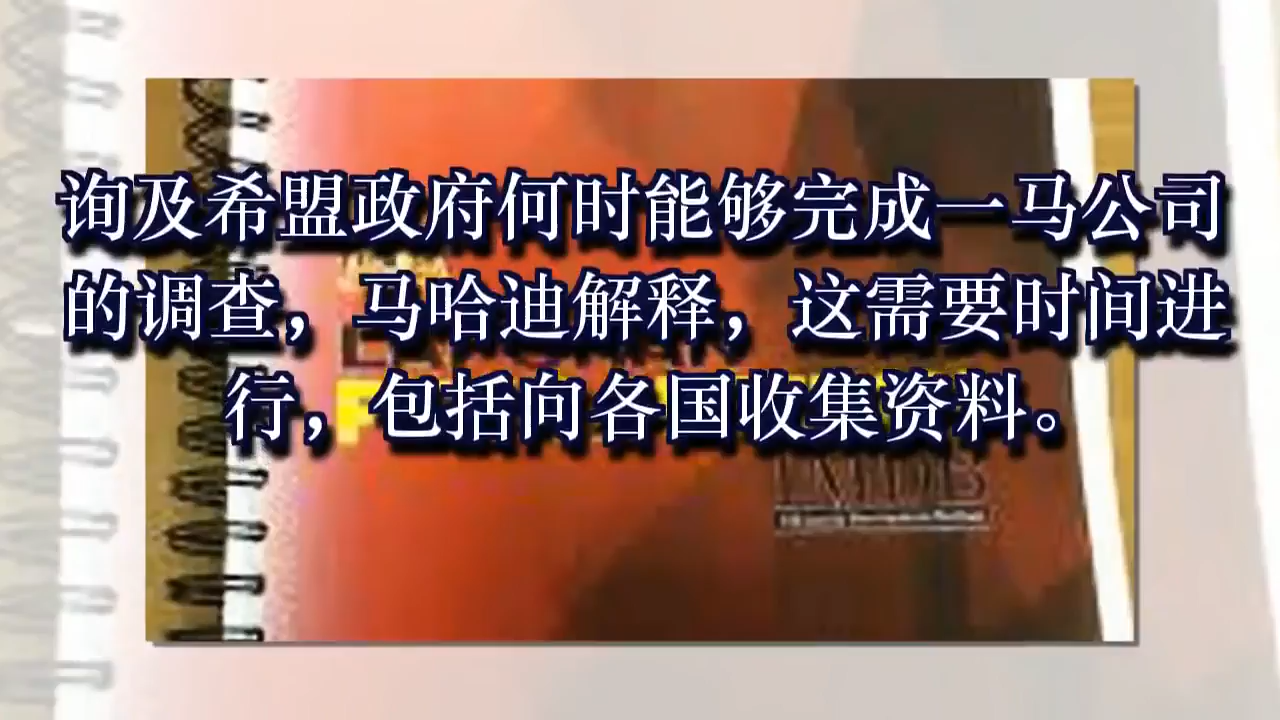 询及希盟政府何时能够完成一马公司
的调查，马哈迪解释，这需要时间进
行，包括向各国收集资料。
1MDB